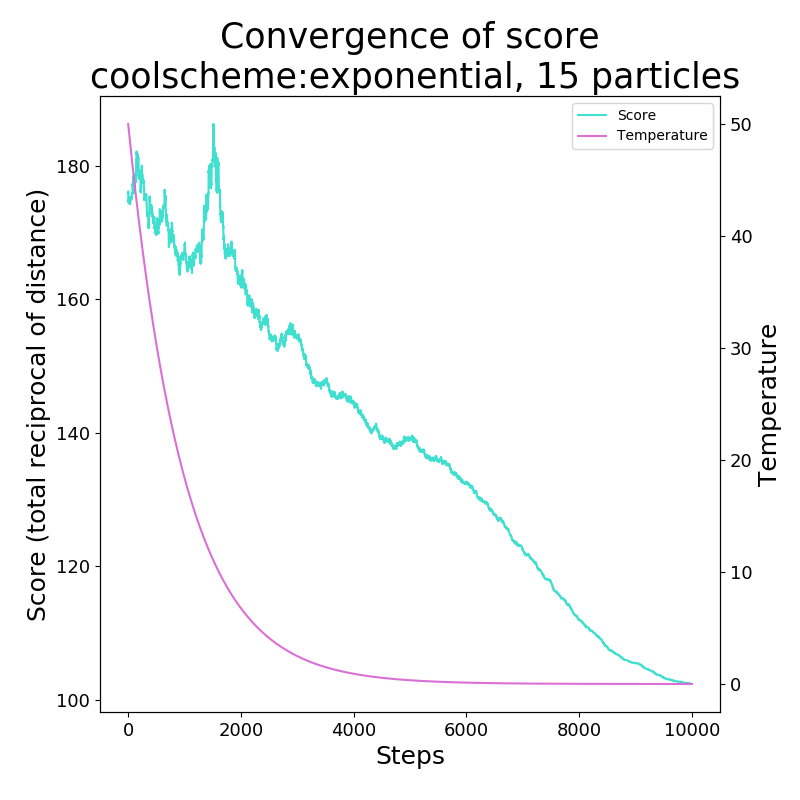 Convergence of score
coolscheme:exponential, 15 particles
Score
Temperature
180
160
140
120
100
Score (total reciprocal of distance)
50
40
30
20
10
0
Temperature
0 2000 4000 6000 8000 10000
Steps